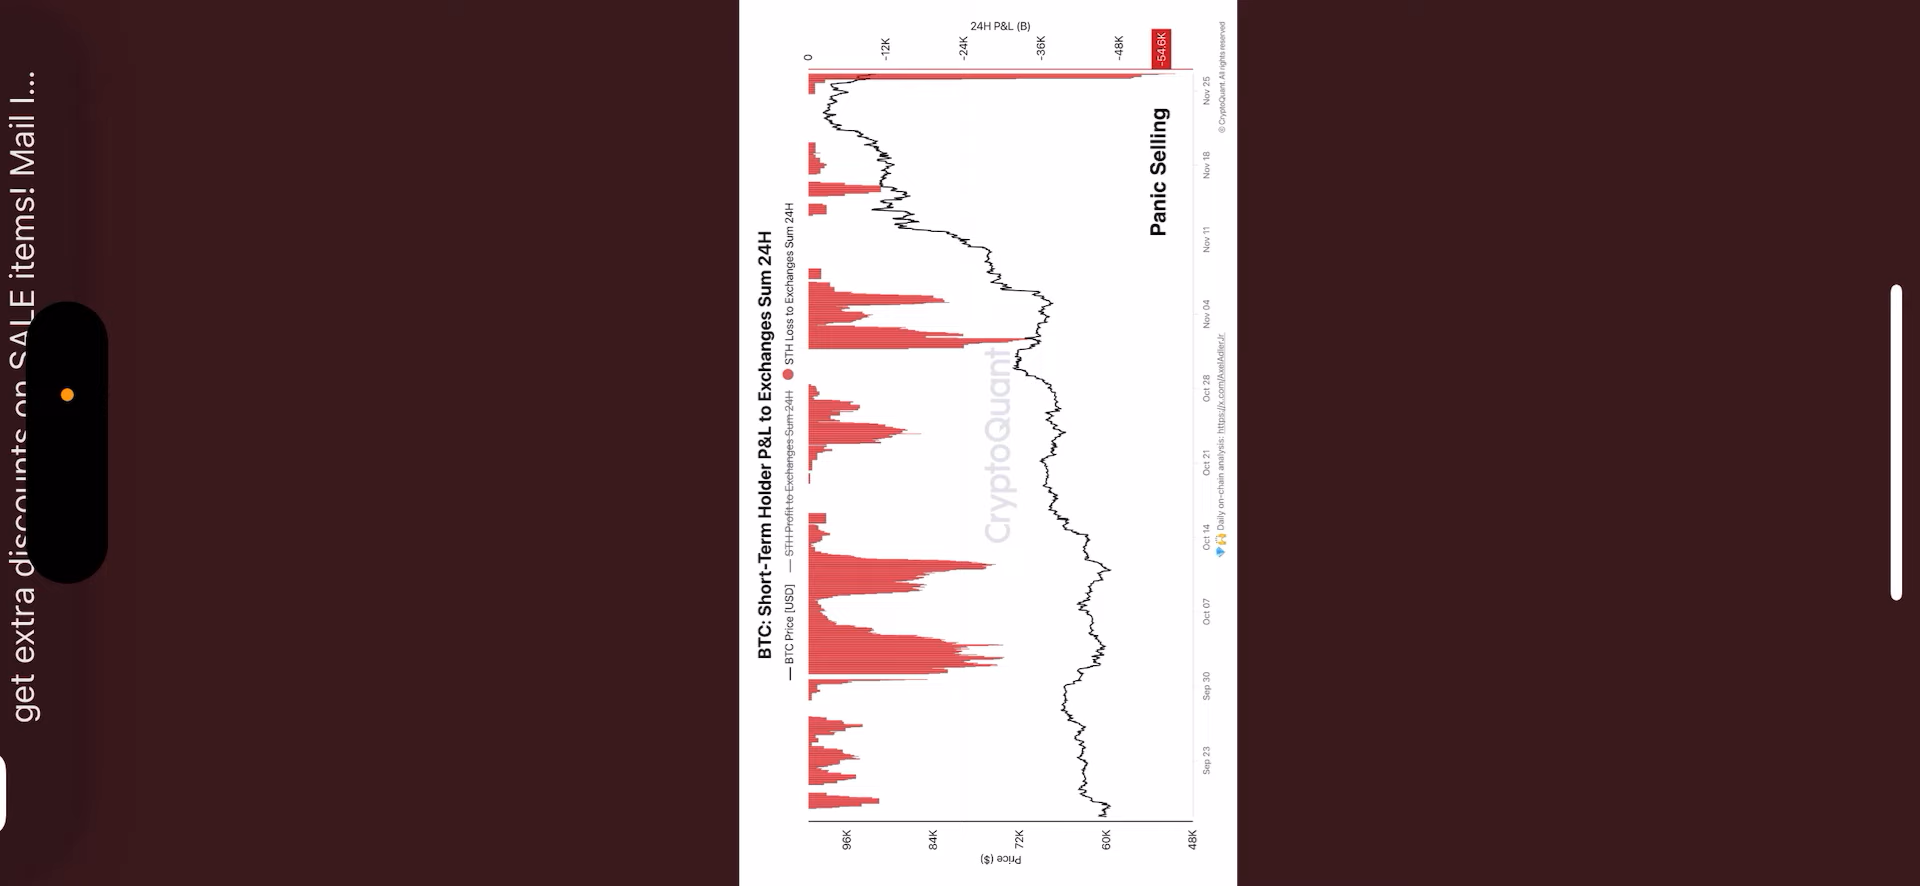 get extra discounts on SALE items! Mail l...
BTC: Short-Term Holder P&L to Exchanges Sum 24H
BTC Price [USD] STH Profit to Exchanges Sum 24H STH Loss to Exchanges Sum 24H
Price ($)
96K
84K
72K
60K
48K
24H P&L (B)
0
-12K
-24K
-36K
-48K
-54.6K
CryptoQuant
Panic Selling
Sep 23
Sep 30
Oct 07
Oct 14
Oct 21
Oct 28
Nov 04
Nov 11
Nov 18
Nov 25
💎🙌 Daily on-chain analysis: https://x.com/AxelAdlerJr
© CryptoQuant. All rights reserved